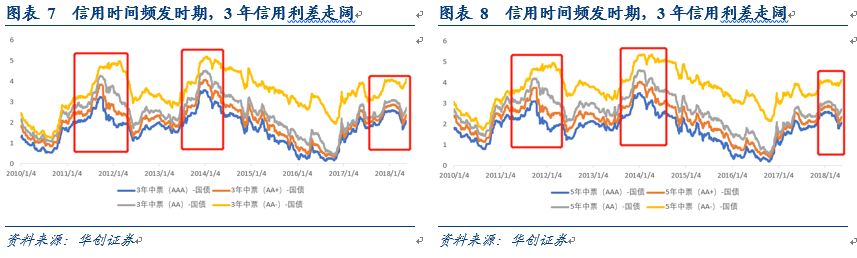 图表 7 信用时间频发时期，3 年信用利差走阔
6
5
4
3
2
1
0
2010/1/4 2011/1/4 2012/1/4 2013/1/4 2014/1/4 2015/1/4 2016/1/4 2017/1/4 2018/1/4
3年中票（AAA）-国债 3年中票（AA+）-国债
3年中票（AA）-国债 3年中票（AA-）-国债
资料来源：华创证券
图表 8 信用时间频发时期，3 年信用利差走阔
6
5
4
3
2
1
0
2010/1/4 2011/1/4 2012/1/4 2013/1/4 2014/1/4 2015/1/4 2016/1/4 2017/1/4 2018/1/4
5年中票（AAA）-国债 5年中票（AA+）-国债
5年中票（AA）-国债 5年中票（AA-）-国债
资料来源：华创证券